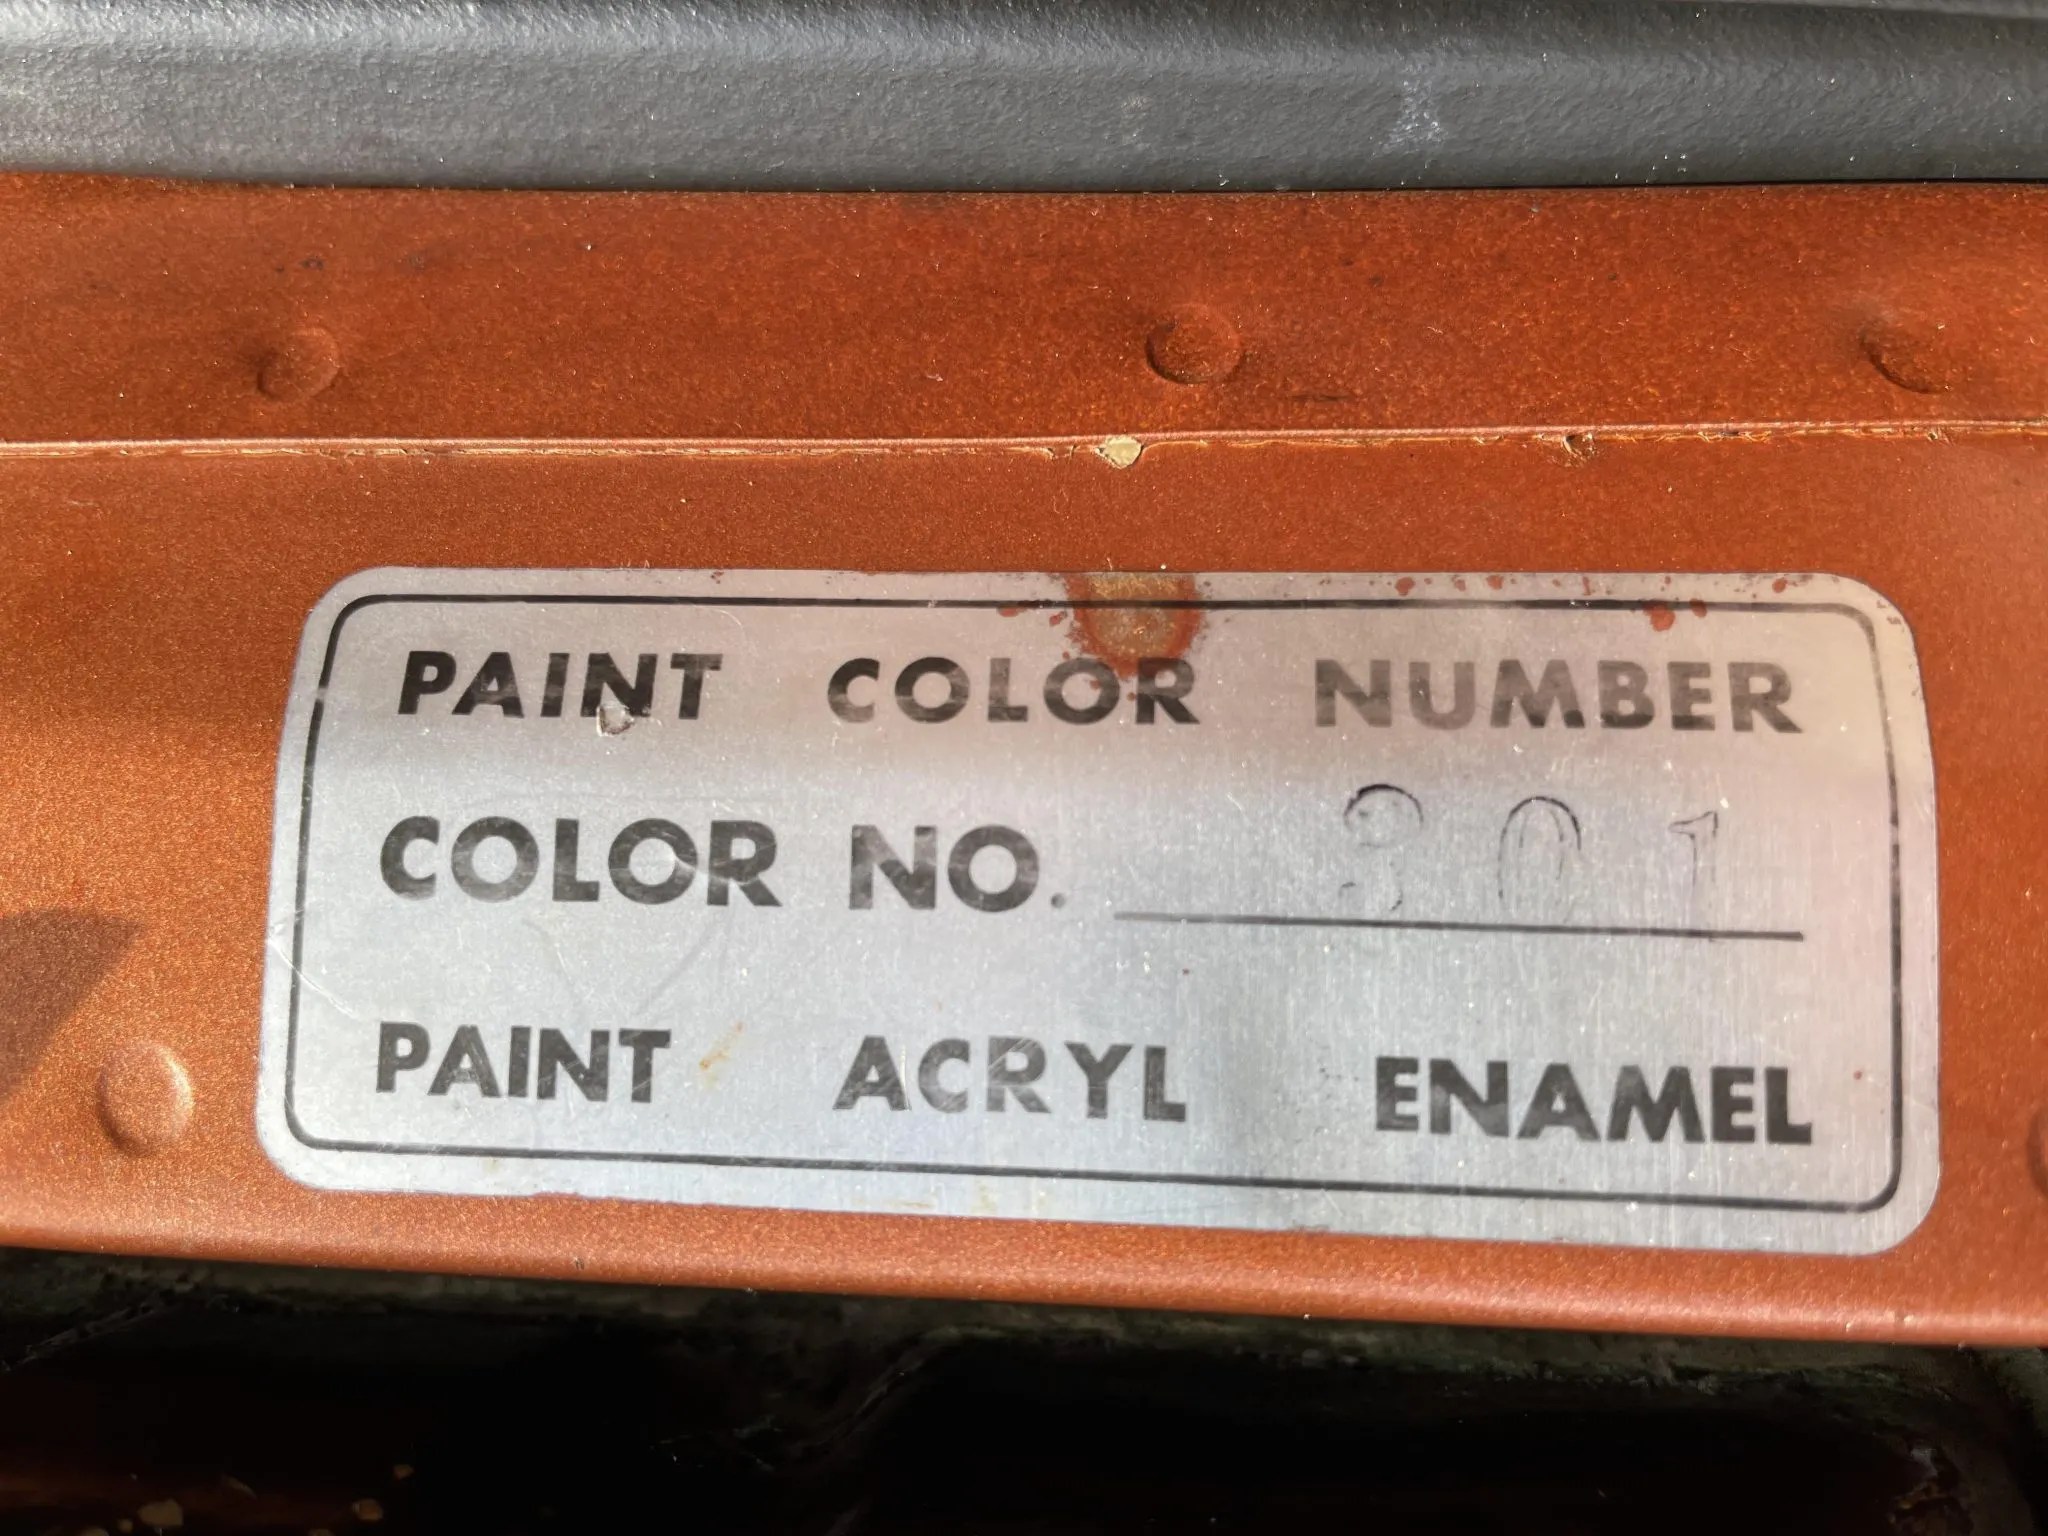 PAINT COLOR NUMBER
COLOR NO. 301
PAINT ACRYL ENAMEL